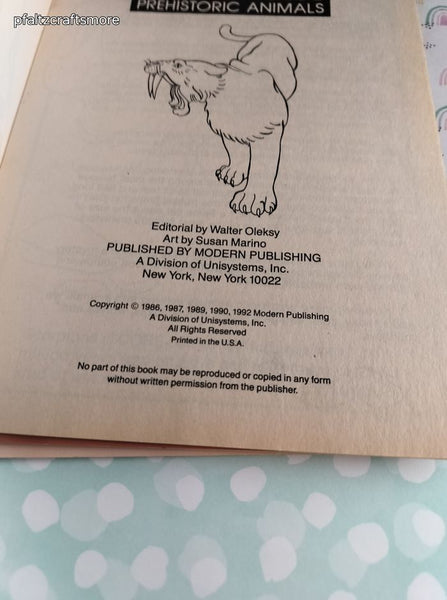 pfaltzcraftsmore
PREHISTORIC ANIMALS
Editorial by Walter Oleksy
Art by Susan Marino
PUBLISHED BY MODERN PUBLISHING
A Division of Unisystems, Inc.
New York, New York 10022
Copyright © 1986, 1987, 1989, 1990, 1992 Modern Publishing
A Division of Unisystems, Inc.
All Rights Reserved
Printed in the U.S.A.
No part of this book may be reproduced or copied in any form
without written permission from the publisher.